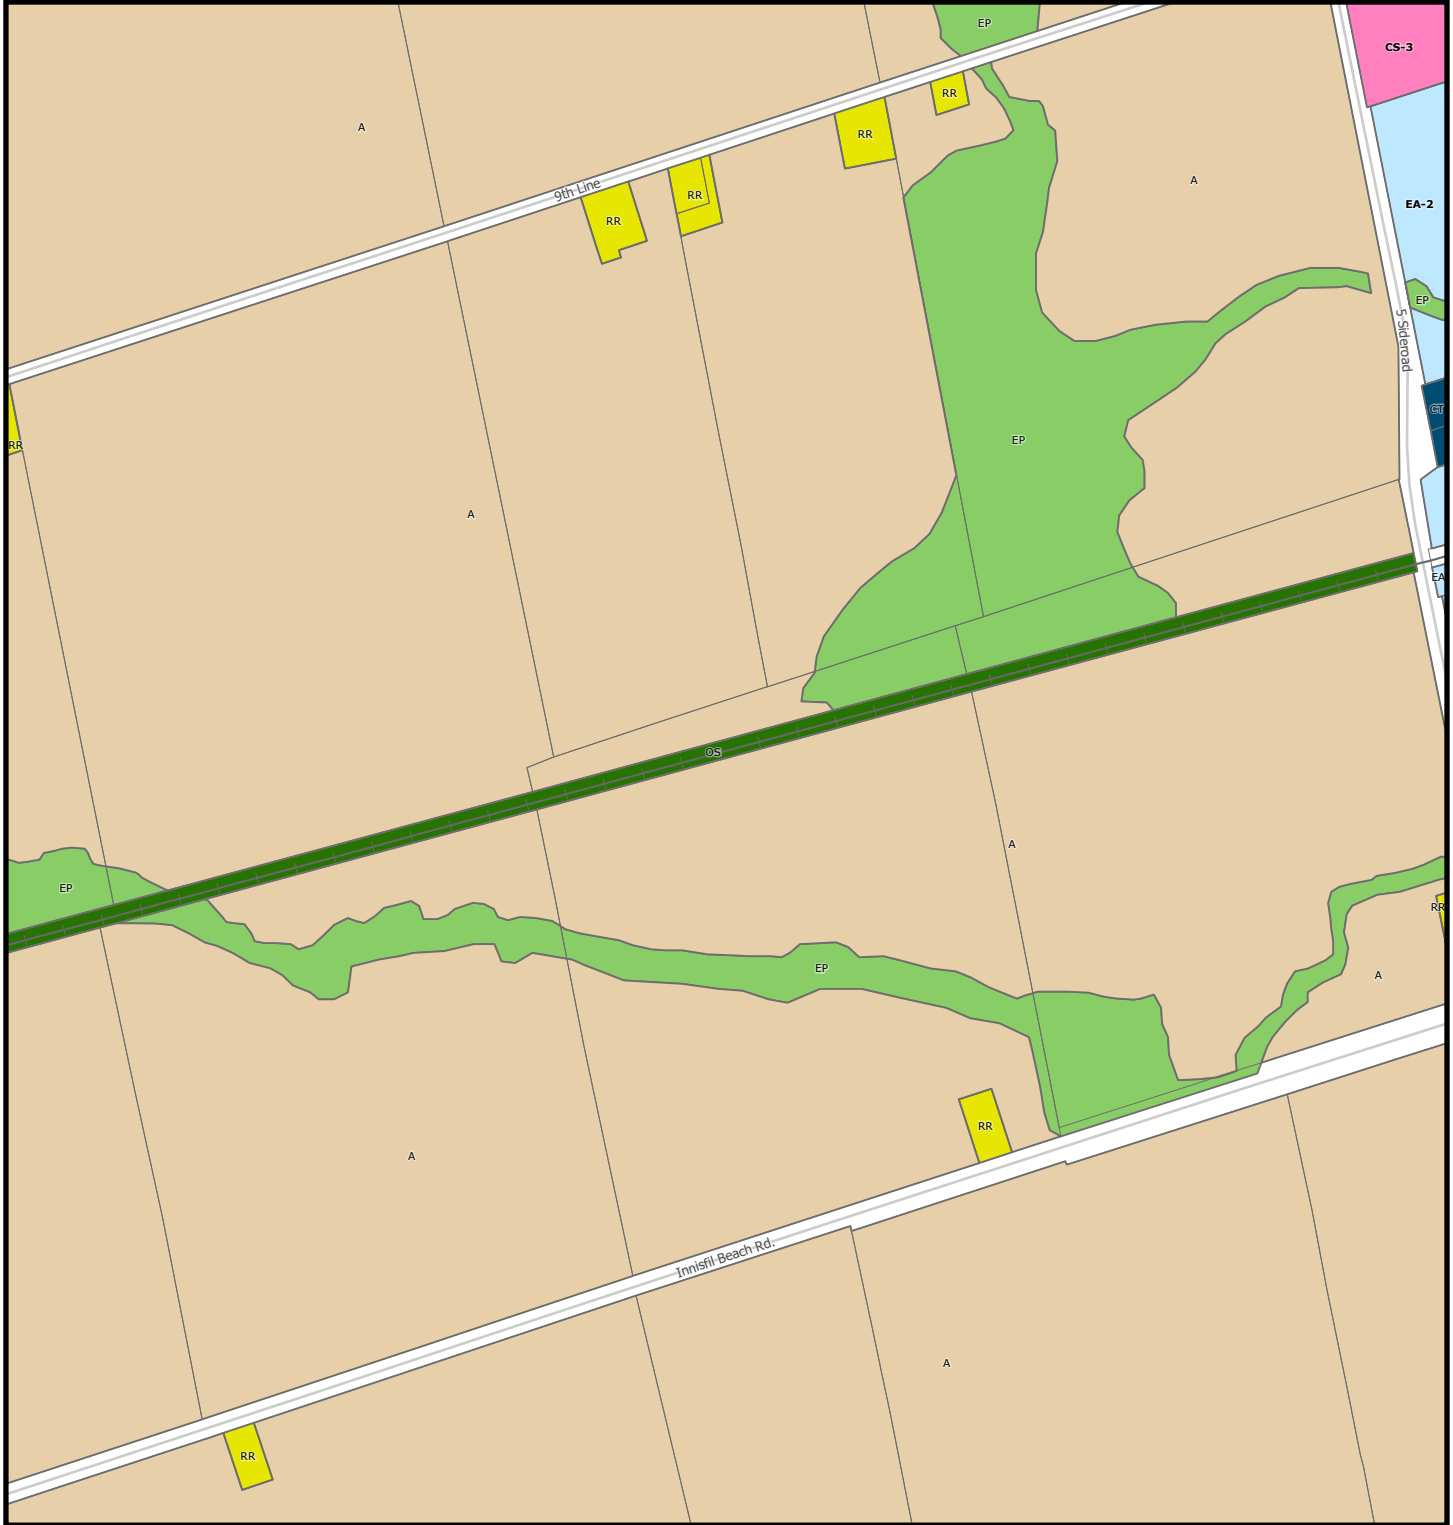 EP
CS-3
RR
A
RR
A
RR
9th Line
EA-2
RR
EP
5 Sideroad
CT
EP
RR
A
EA
OS
A
EP
RR
EP
A
RR
A
Innisfil Beach Rd.
A
RR